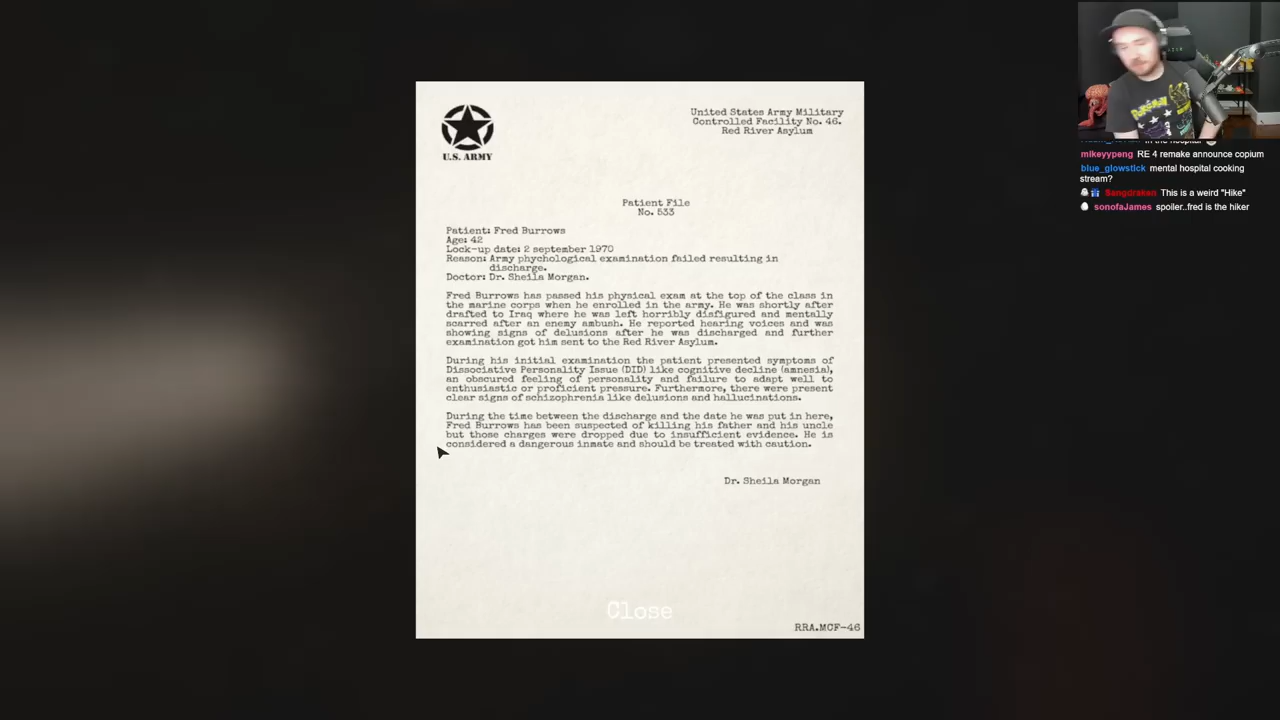 U.S. ARMY
United States Army Military
Controlled Facility No. 46.
Red River Asylum
Patient File
No. 533
Patient: Fred Burrows
Age: 42
Lock-up date: 2 september 1970
Reason: Army phychological examination failed resulting in
discharge.
Doctor: Dr. Sheila Morgan.
Fred Burrows has passed his physical exam at the top of the class in
the marine corps when he enrolled in the army. He was shortly after
drafted to Iraq where he was left horribly disfigured and mentally
scarred after an enemy ambush. He reported hearing voices and was
showing signs of delusions after he was discharged and further
examination got him sent to the Red River Asylum.
During his initial examination the patient presented symptoms of
Dissociative Personality Issue (DID) like cognitive decline (amnesia),
an obscured feeling of personality and failure to adapt well to
enthusiastic or proficient pressure. Furthermore, there were present
clear signs of schizophrenia like delusions and hallucinations.
During the time between the discharge and the date he was put in here,
Fred Burrows has been suspected of killing his father and his uncle
but those charges were dropped due to insufficient evidence. He is
considered a dangerous inmate and should be treated with caution.
Dr. Sheila Morgan
Close
RRA.MCF-46
mikeyypeng RE 4 remake announce copium
blue_glowstick mental hospital cooking
stream?
Sangdrakan This is a weird "Hike"
sonofaJames spoiler..fred is the hiker